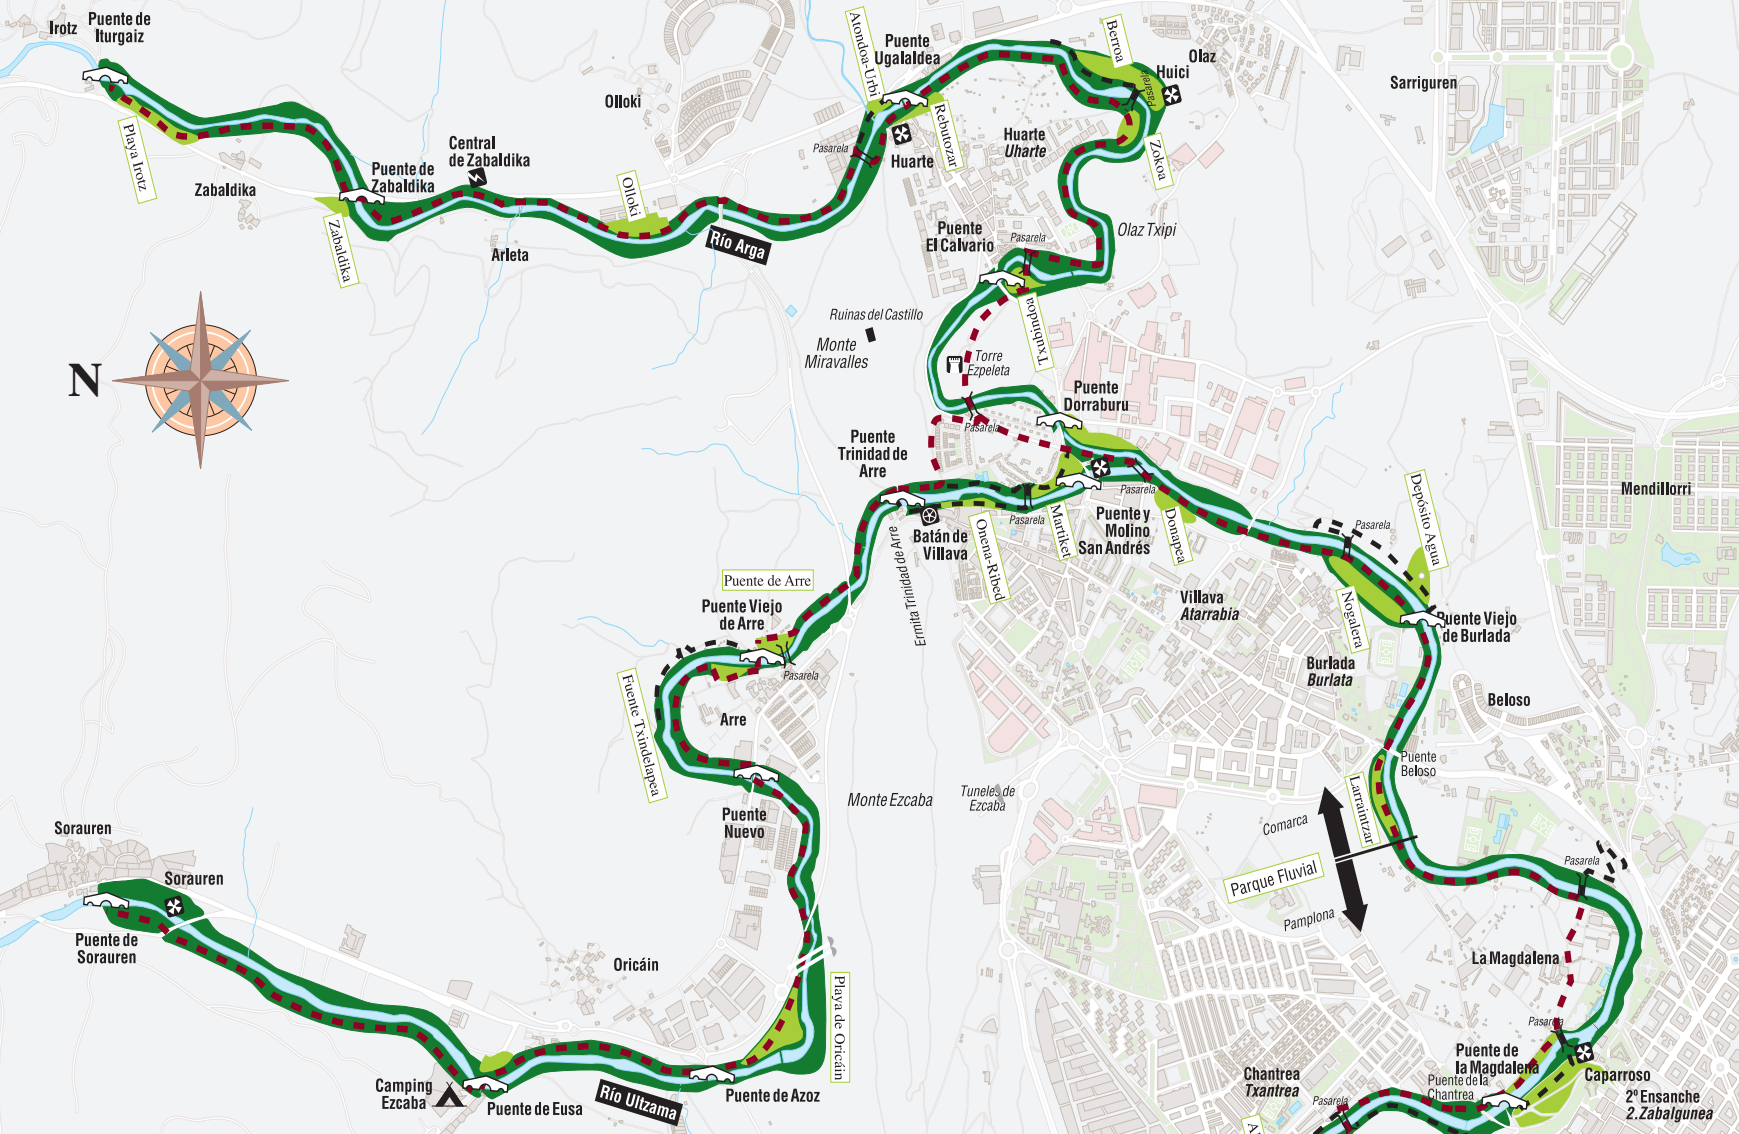 Irotz
Puente de
Iturgaiz
Playa Irotz
Zabaldika
Puente de
Zabaldika
Zabaldika
Central
de Zabaldika
Arleta
Olloki
Olloki
Río Arga
Atondoa-Urbi
Puente
Ugalaldea
Pasarela
Huarte
Rebutozar
Huarte
Uharte
Berroa
Olaz
Huici
Pasarela
Zokoa
Olaz Txipi
Sarriguren
Puente
El Calvario
Pasarela
Txubindoa
Ruinas del Castillo
Monte
Miravalles
Torre
Ezpeleta
Puente
Dorraburu
Pasarela
N
Puente
Trinidad de
Arre
Batán de
Villava
Ermita Trinidad de Arre
Onena-Ribed
Pasarela
Martiket
Puente y
Molino
San Andrés
Pasarela
Donapea
Villava
Atarrabia
Pasarela
Depósito Agua
Mendillorri
Nogalera
Puente Viejo
de Burlada
Burlada
Burlata
Beloso
Puente
Beloso
Puente de Arre
Puente Viejo
de Arre
Pasarela
Fuente Txindelapea
Arre
Puente
Nuevo
Monte Ezcaba
Tuneles de
Ezcaba
Larraintzar
Comarca
Parque Fluvial
Pamplona
Pasarela
La Magdalena
Pasarela
Sorauren
Sorauren
Puente de
Sorauren
Oricáin
Playa de Oricáin
Camping
Ezcaba
Puente de Eusa
Río Ultzama
Puente de Azoz
Chantrea
Txantrea
Puente de
la Magdalena
Puente de la
Chantrea
Pasarela
Caparroso
2º Ensanche
2.Zabalgunea